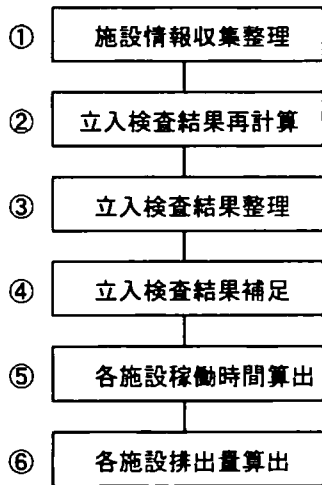 ① 施設情報収集整理
② 立入検査結果再計算
③ 立入検査結果整理
④ 立入検査結果補足
⑤ 各施設稼働時間算出
⑥ 各施設排出量算出